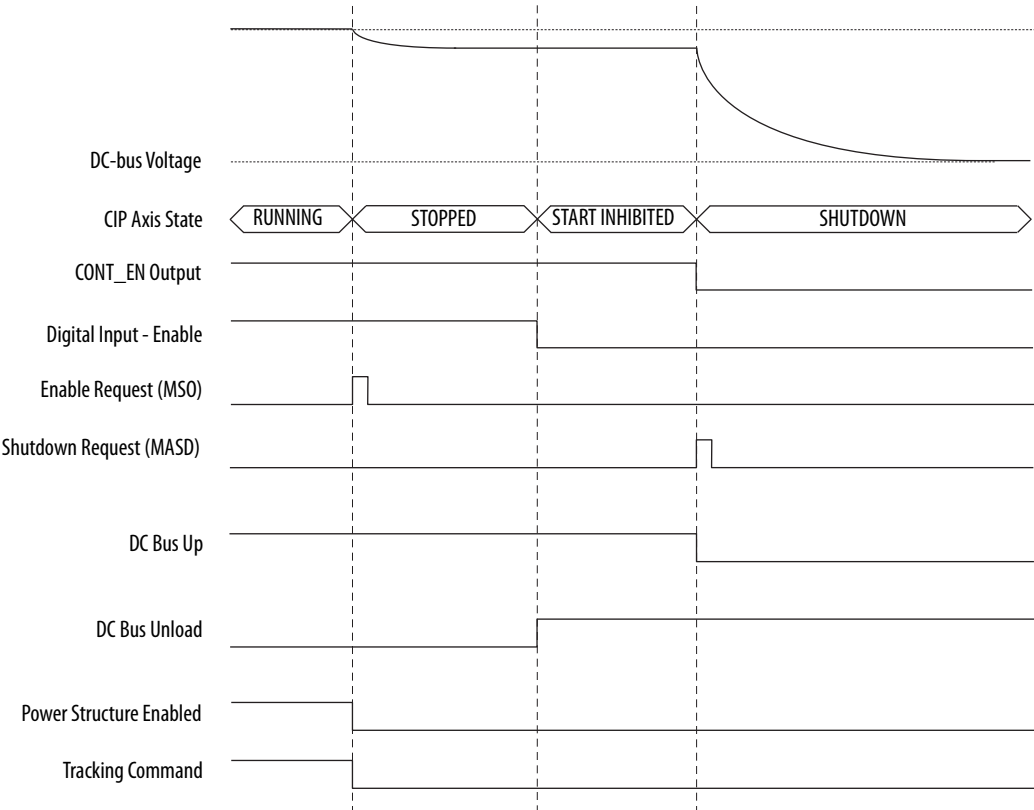 DC-bus Voltage
CIP Axis State
RUNNING
STOPPED
START INHIBITED
SHUTDOWN
CONT_EN Output
Digital Input - Enable
Enable Request (MSO)
Shutdown Request (MASD)
DC Bus Up
DC Bus Unload
Power Structure Enabled
Tracking Command